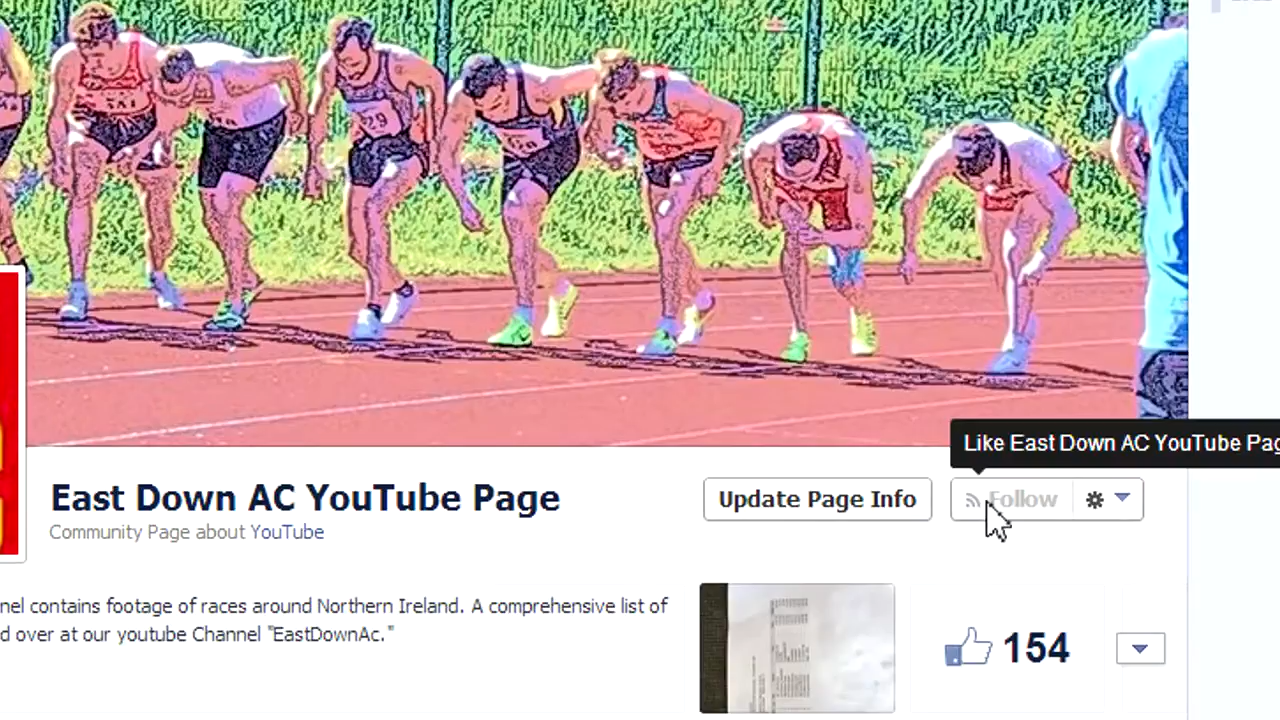 79
Like East Down AC YouTube Pag
East Down AC YouTube Page
Update Page Info
Follow
Community Page about YouTube
nel contains footage of races around Northern Ireland. A comprehensive list of
d over at our youtube Channel "EastDownAc."
154